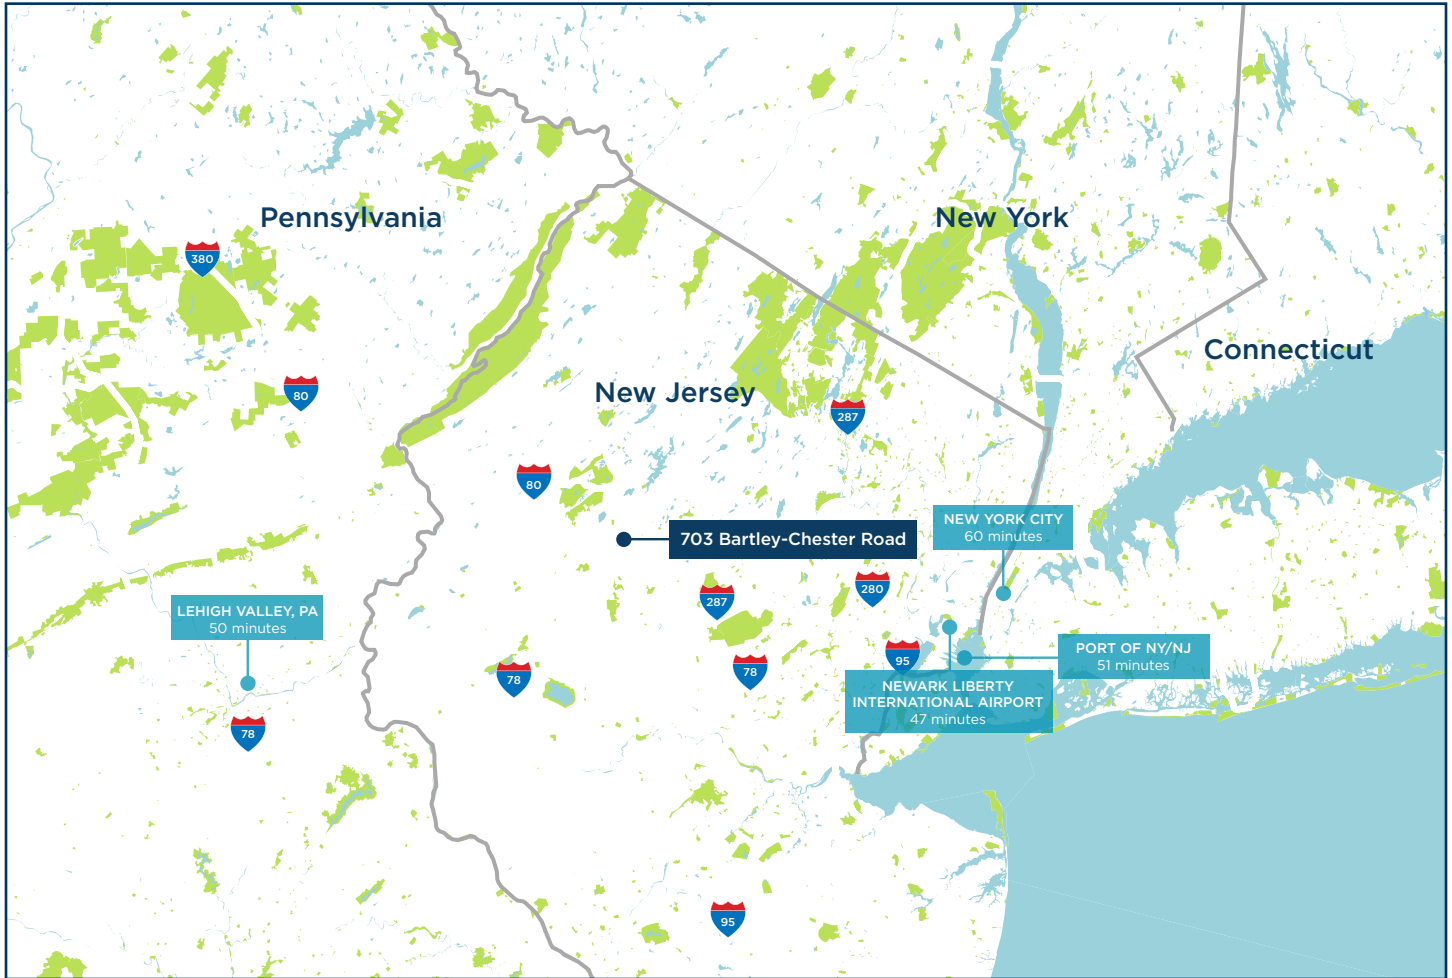 Pennsylvania
New York
380
Connecticut
80
New Jersey
287
80
NEW YORK CITY
60 minutes
703 Bartley-Chester Road
287
280
LEHIGH VALLEY, PA
50 minutes
95
PORT OF NY/NJ
51 minutes
78
78
NEWARK LIBERTY
INTERNATIONAL AIRPORT
47 minutes
78
95